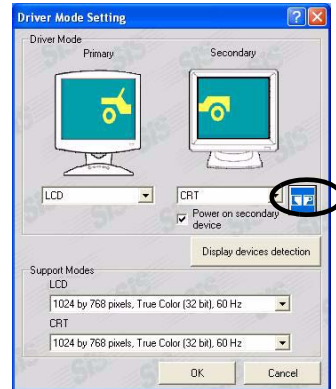 Driver Mode Setting
Driver Mode
Primary
Secondary
LCD
CRT
Power on secondary
device
Display devices detection
Support Modes
LCD
1024 by 768 pixels, True Color (32 bit), 60 Hz
CRT
1024 by 768 pixels, True Color (32 bit), 60 Hz
OK
Cancel